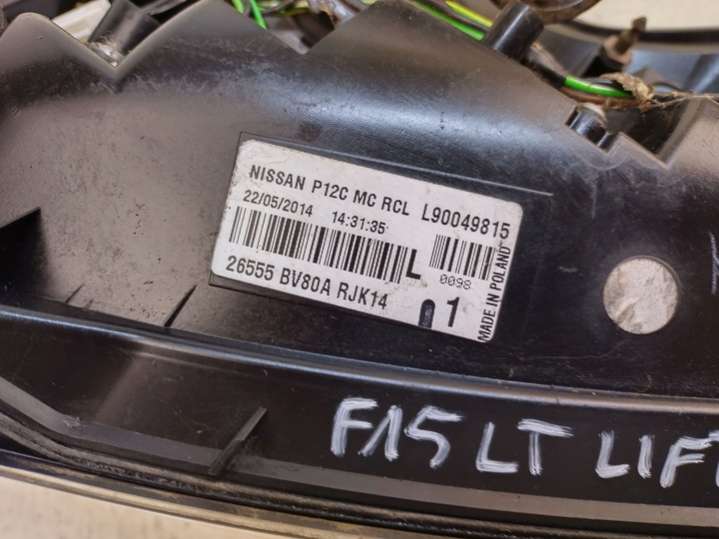 NISSAN P12C MC RCL L90049815
22/05/2014 14:31:35
L 0098
26555 BV80A RJK14
1
MADE IN POLAND
F15 LT LIFT